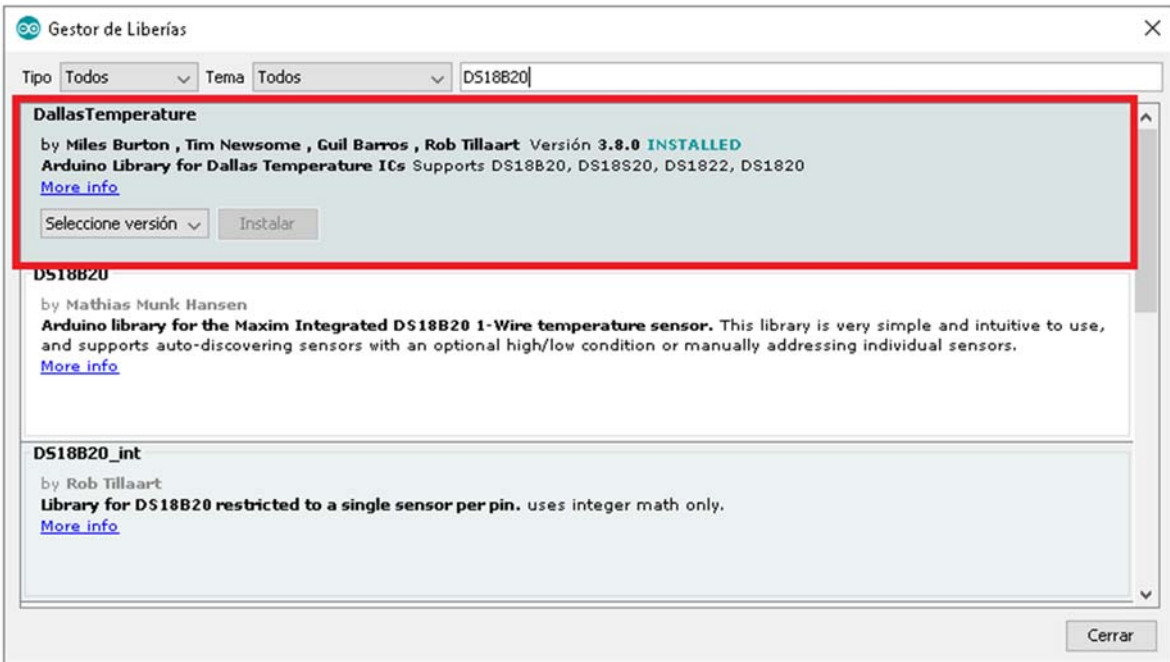 Gestor de Liberías
Tipo Todos Tema Todos DS18B20
DallasTemperature
by Miles Burton , Tim Newsome , Guil Barros , Rob Tillaart Versión 3.8.0 INSTALLED
Arduino Library for Dallas Temperature ICs Supports DS18B20, DS18S20, DS1822, DS1820
More info
Seleccione versión Instalar
DS18B20
by Mathias Munk Hansen
Arduino library for the Maxim Integrated DS18B20 1-Wire temperature sensor. This library is very simple and intuitive to use,
and supports auto-discovering sensors with an optional high/low condition or manually addressing individual sensors.
More info
DS18B20_int
by Rob Tillaart
Library for DS18B20 restricted to a single sensor per pin. uses integer math only.
More info
Cerrar